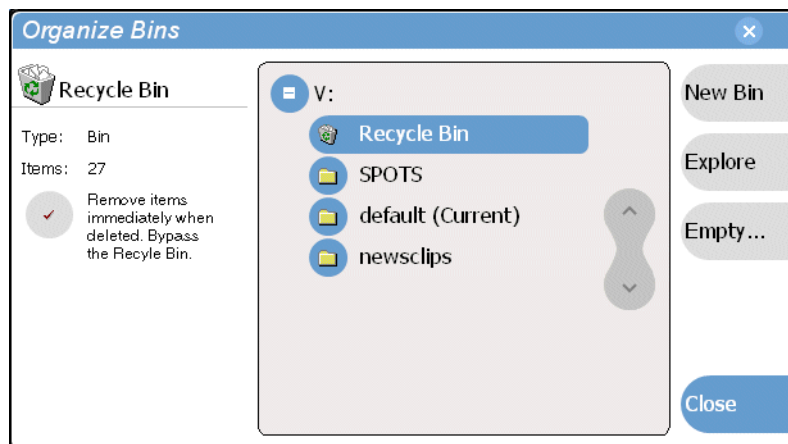 Organize Bins
Recycle Bin
Type: Bin
Items: 27
Remove items
immediately when
deleted. Bypass
the Recyle Bin.
V:
Recycle Bin
SPOTS
default (Current)
newsclips
New Bin
Explore
Empty...
Close